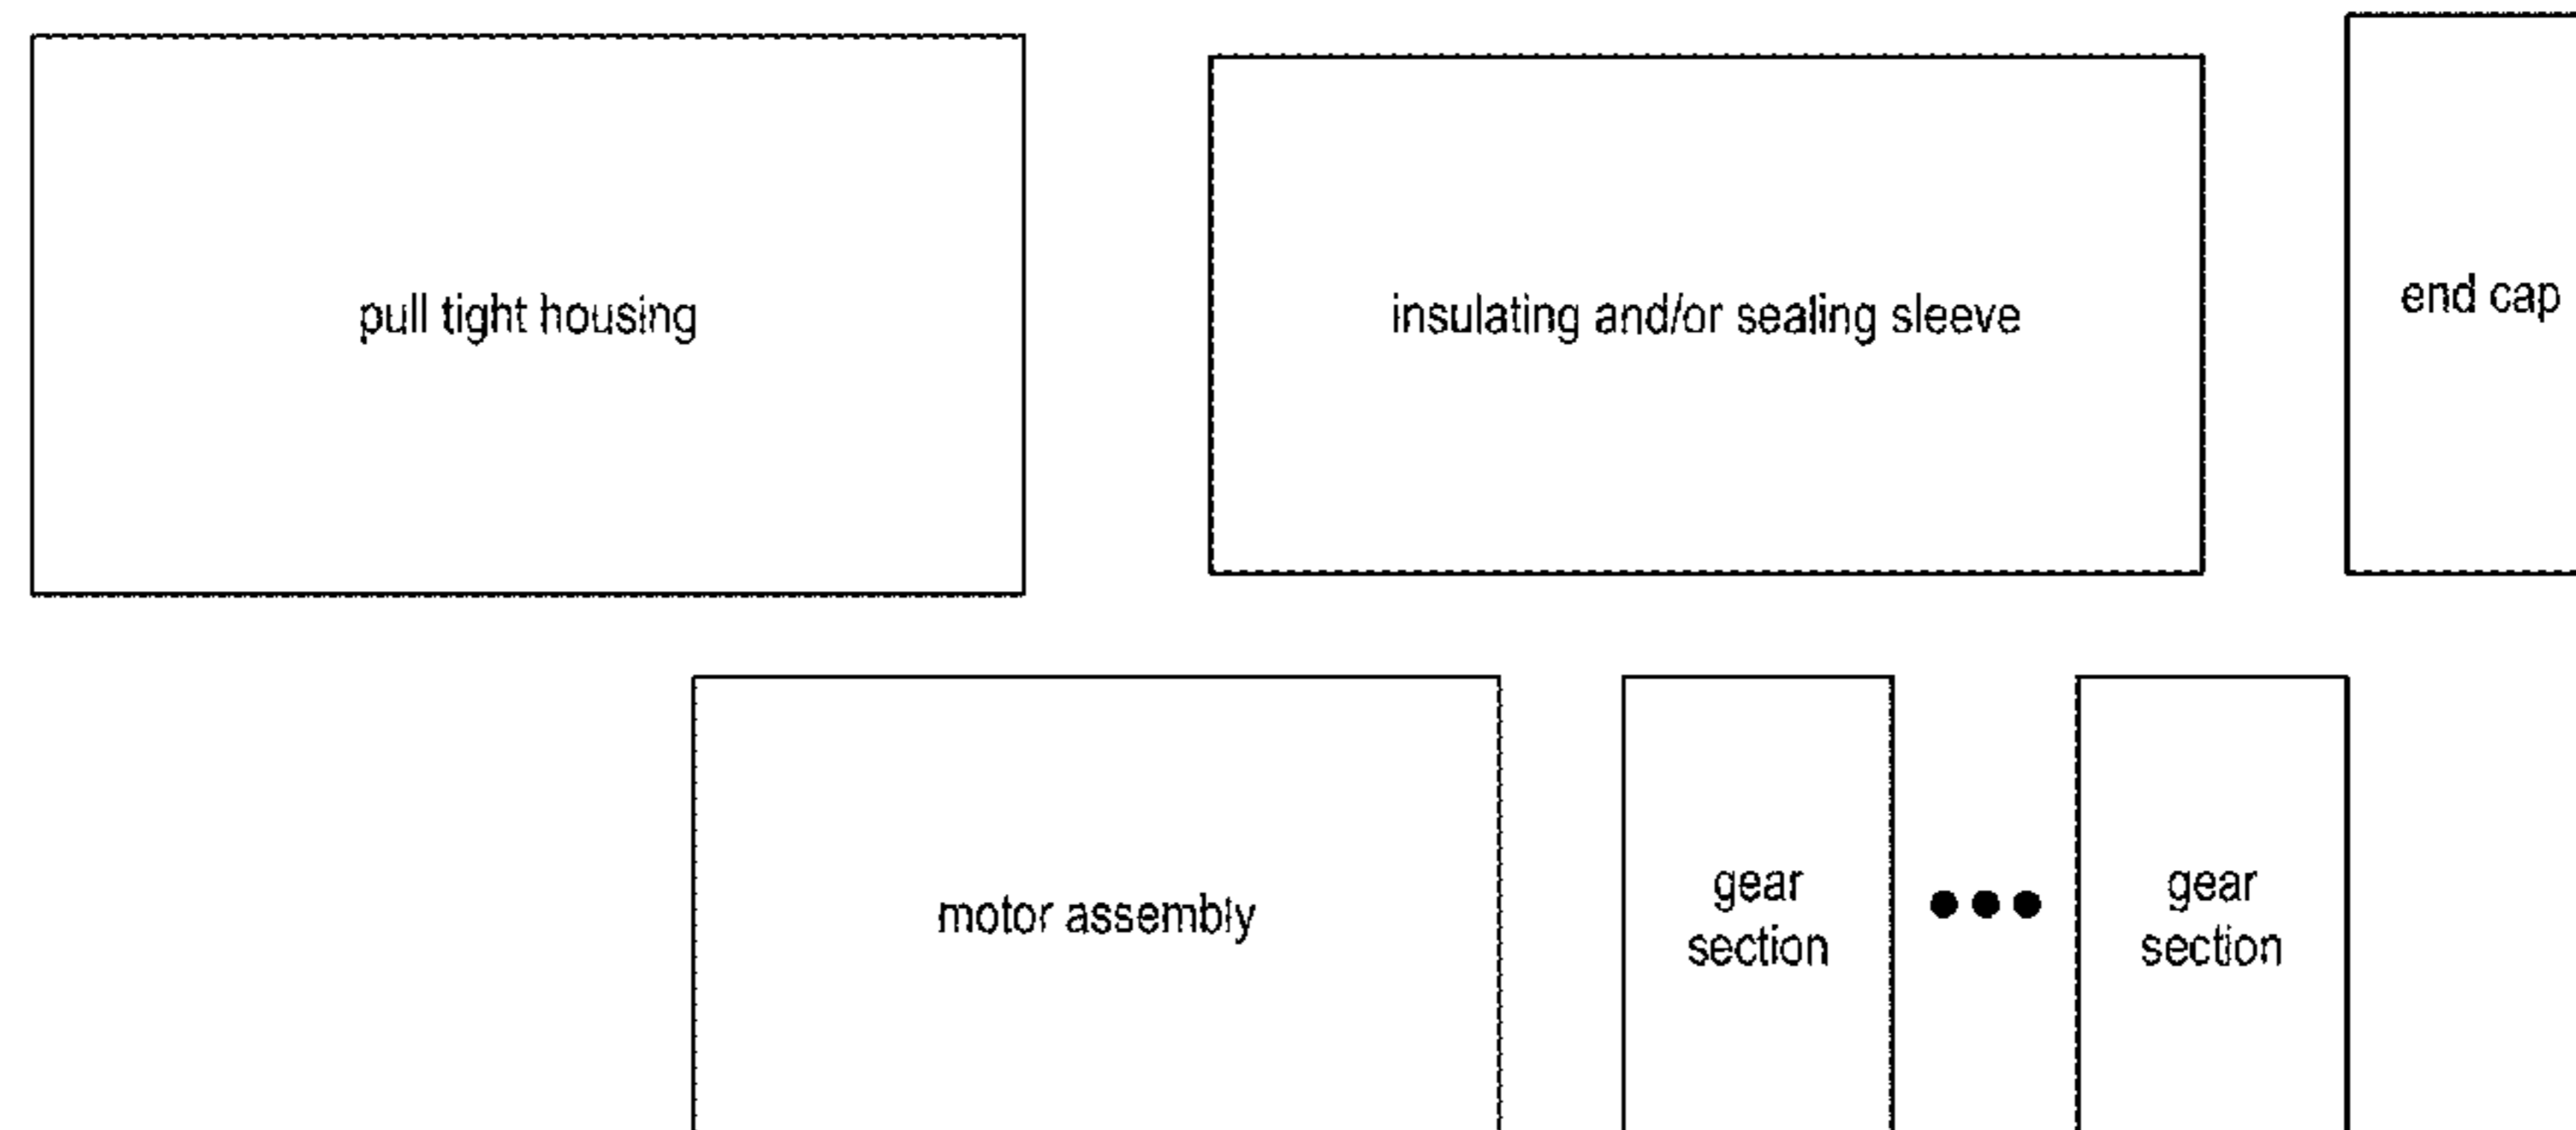 pull tight housing
insulating and/or sealing sleeve
end cap
motor assembly
gear
section
gear
section